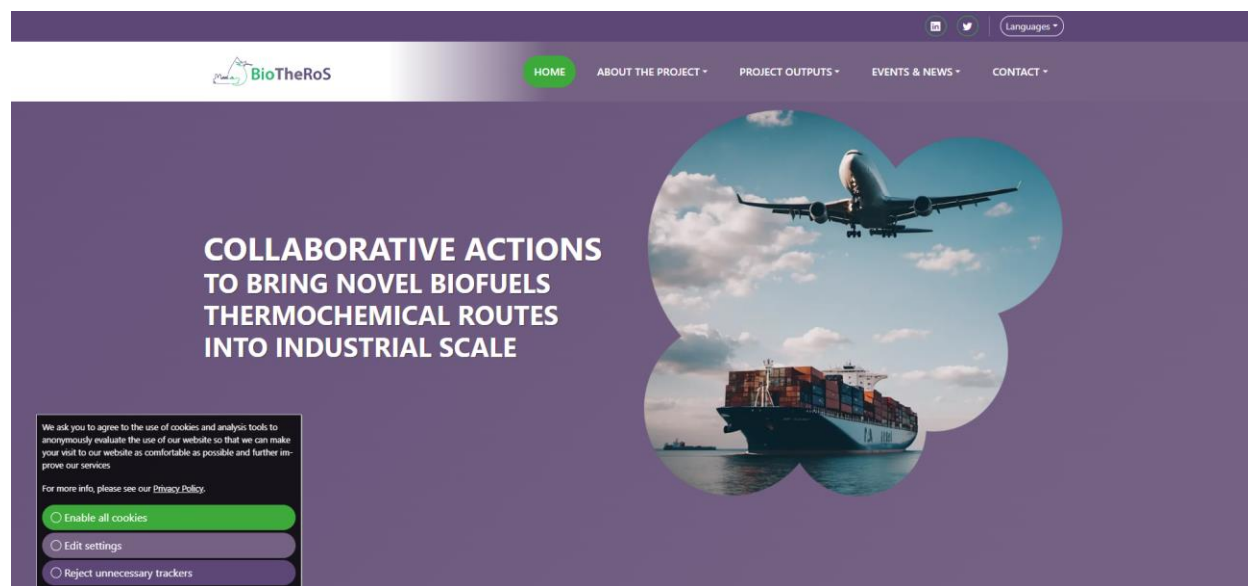 Languages
BioTheRoS
HOME ABOUT THE PROJECT PROJECT OUTPUTS EVENTS & NEWS CONTACT
COLLABORATIVE ACTIONS
TO BRING NOVEL BIOFUELS
THERMOCHEMICAL ROUTES
INTO INDUSTRIAL SCALE
We ask you to agree to the use of cookies and analysis tools to
anonymously evaluate the use of our website so that we can make
your visit to our website as comfortable as possible and further im-
prove our services
For more info, please see our Privacy Policy.
Enable all cookies
Edit settings
Reject unnecessary trackers